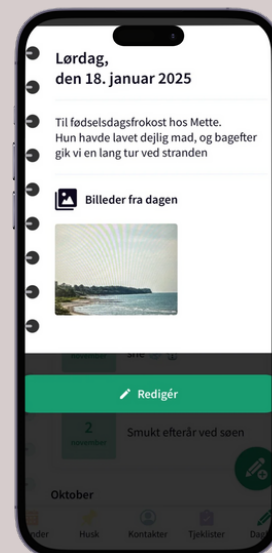 Lørdag,
den 18. januar 2025
Til fødselsdagsfrokost hos Mette.
Hun havde lavet dejlig mad, og bagefter
gik vi en lang tur ved stranden
Billeder fra dagen
Redigér
2
november
Smukt efterår ved søen
Oktober
Husk
Kontakter
Tjeklister